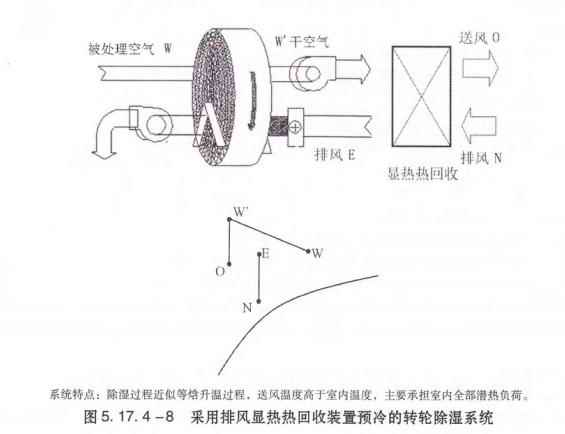 被处理空气 W
W'干空气
送风O
排风 E
排风 N
显热热回收
W'
E
W
O
N
系统特点：除湿过程近似等焓升温过程，送风温度高于室内温度，主要承担室内全部潜热负荷。
图5.17.4-8 采用排风显热热回收装置预冷的转轮除湿系统